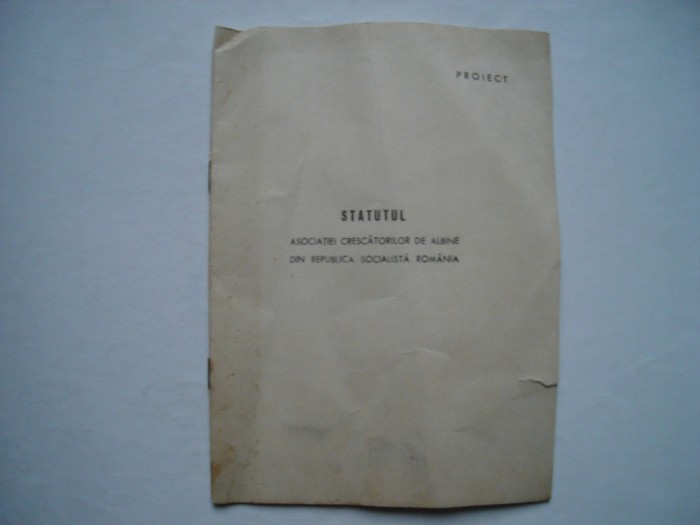 PROIECT
STATUTUL
ASOCIAȚIEI CRESCĂTORILOR DE ALBINE
DIN REPUBLICA SOCIALISTĂ ROMÂNIA